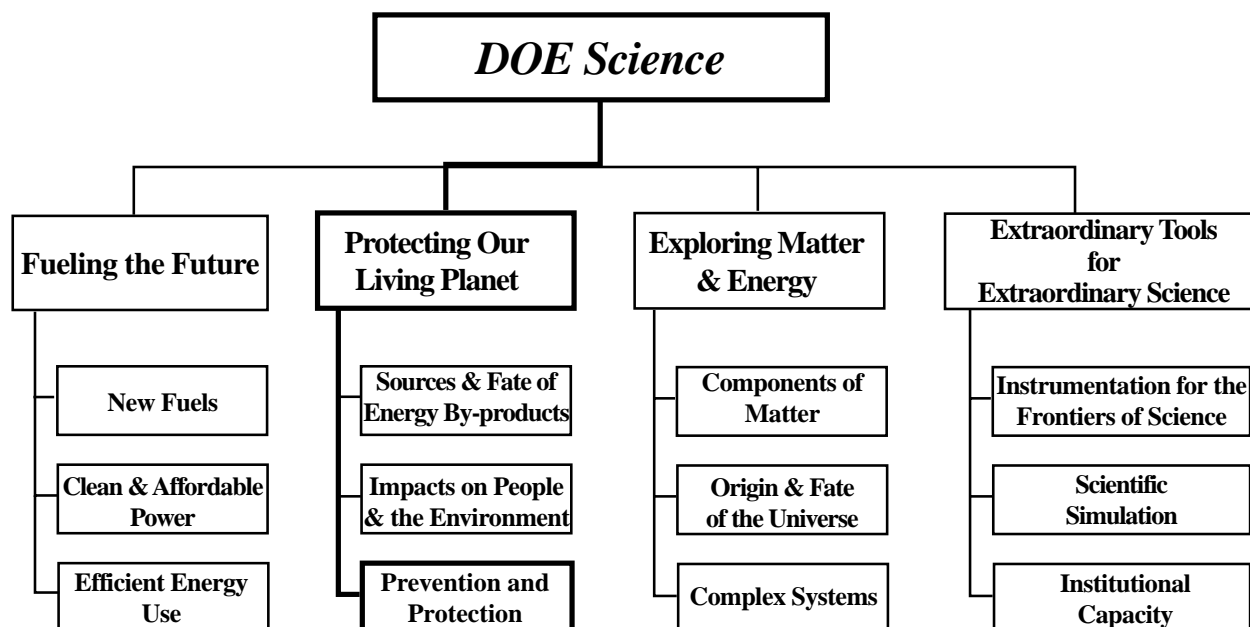 DOE Science
Fueling the Future
Protecting Our
Living Planet
Exploring Matter
& Energy
Extraordinary Tools
for
Extraordinary Science
New Fuels
Clean & Affordable
Power
Efficient Energy
Use
Sources & Fate of
Energy By-products
Impacts on People
& the Environment
Prevention and
Protection
Components of
Matter
Origin & Fate
of the Universe
Complex Systems
Instrumentation for the
Frontiers of Science
Scientific
Simulation
Institutional
Capacity